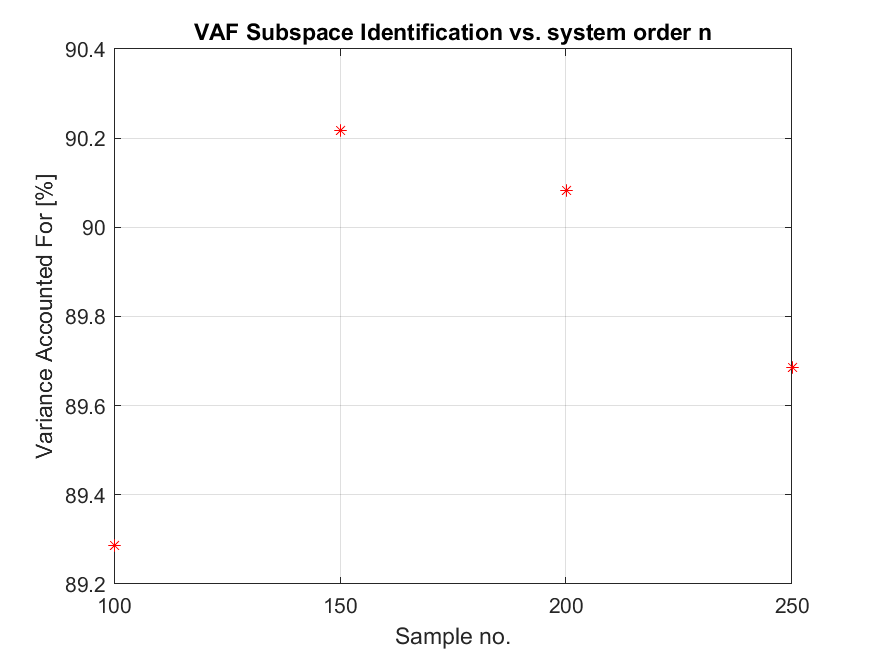 VAF Subspace Identification vs. system order n
90.4
90.2
90
89.8
89.6
89.4
89.2
Variance Accounted For [%]
100 150 200 250
Sample no.